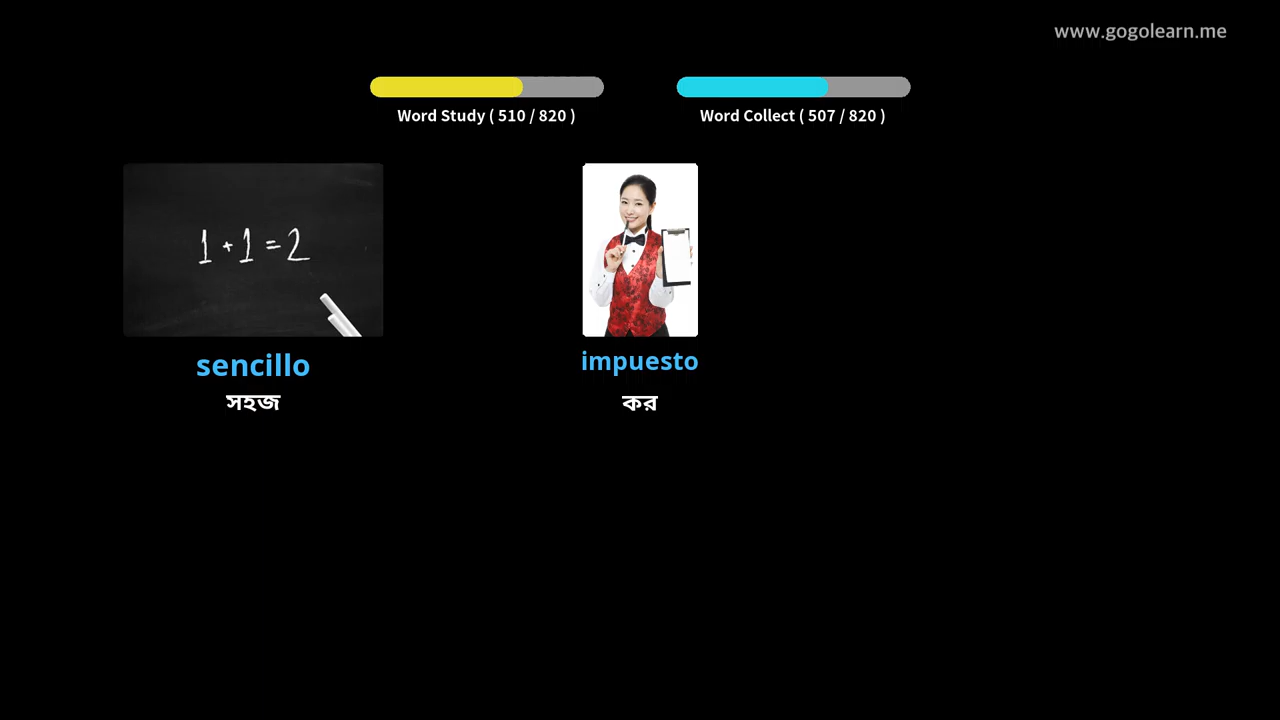 www.gogolearn.me
Word Study ( 510 / 820 )
Word Collect ( 507 / 820 )
1 + 1 = 2
sencillo
সহজ
impuesto
কর